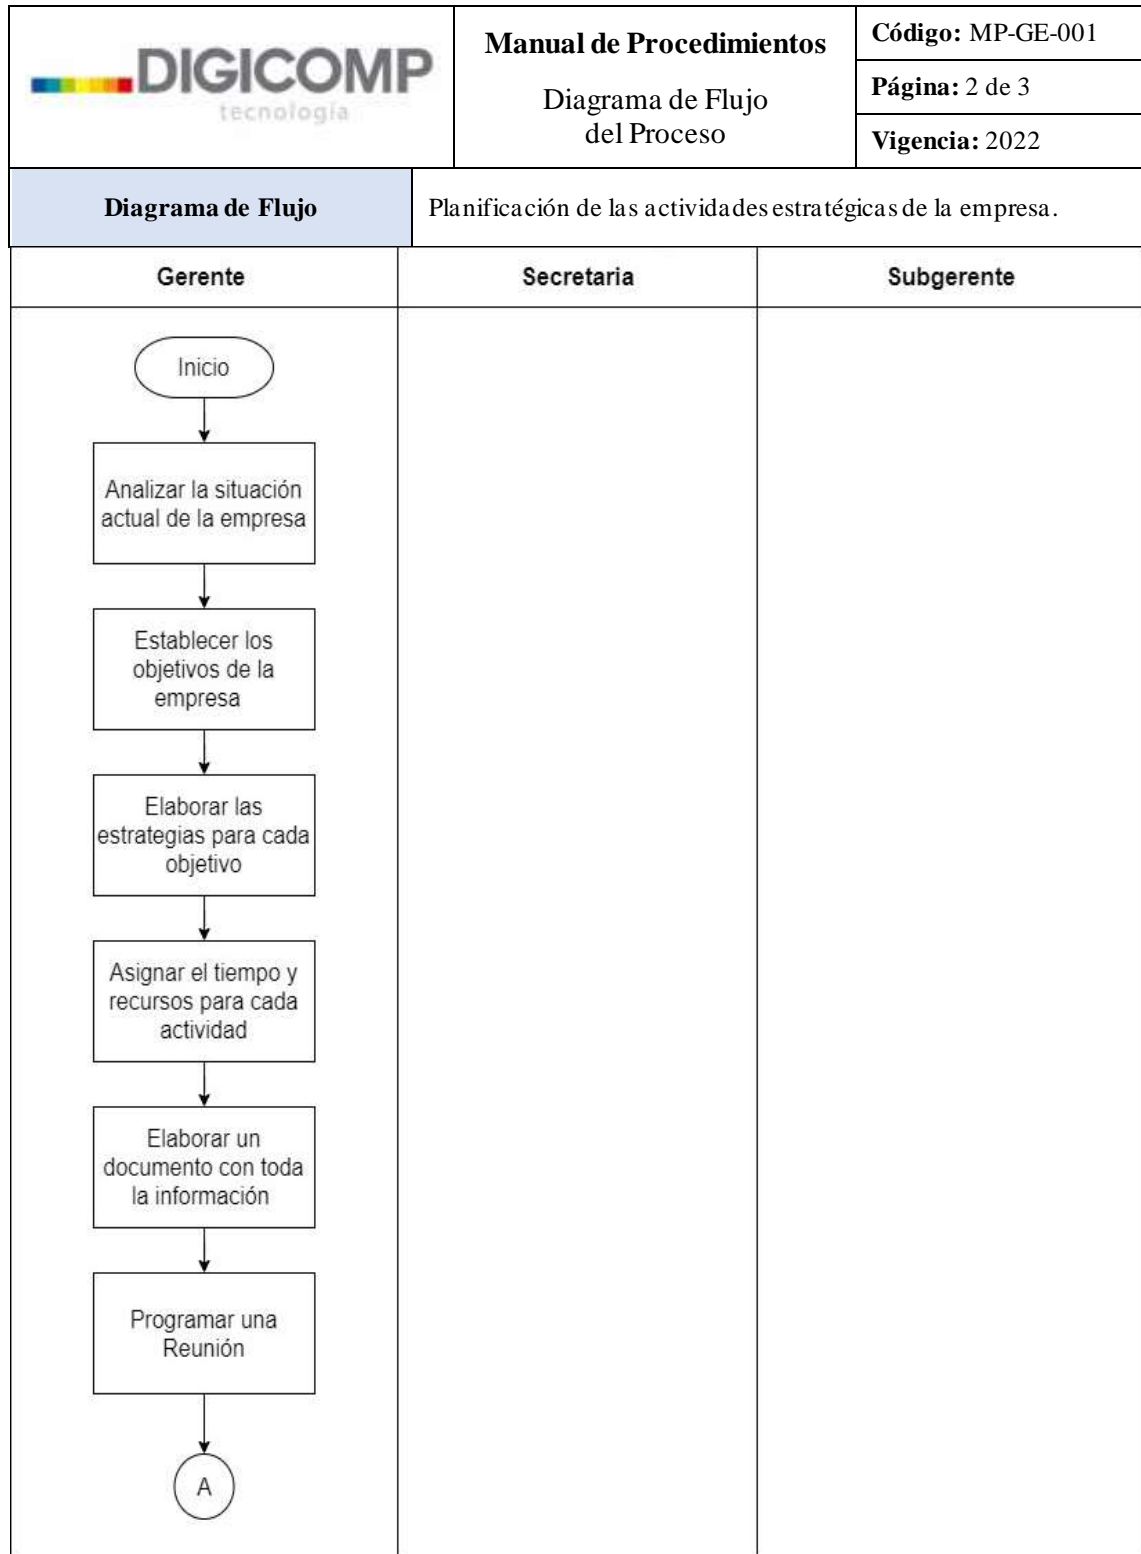 DIGICOMP
tecnología
Manual de Procedimientos
Diagrama de Flujo
del Proceso
Código: MP-GE-001
Página: 2 de 3
Vigencia: 2022
Diagrama de Flujo
Planificación de las actividades estratégicas de la empresa.
Gerente
Secretaria
Subgerente
Inicio
Analizar la situación
actual de la empresa
Establecer los
objetivos de la
empresa
Elaborar las
estrategias para cada
objetivo
Asignar el tiempo y
recursos para cada
actividad
Elaborar un
documento con toda
la información
Programar una
Reunión
A